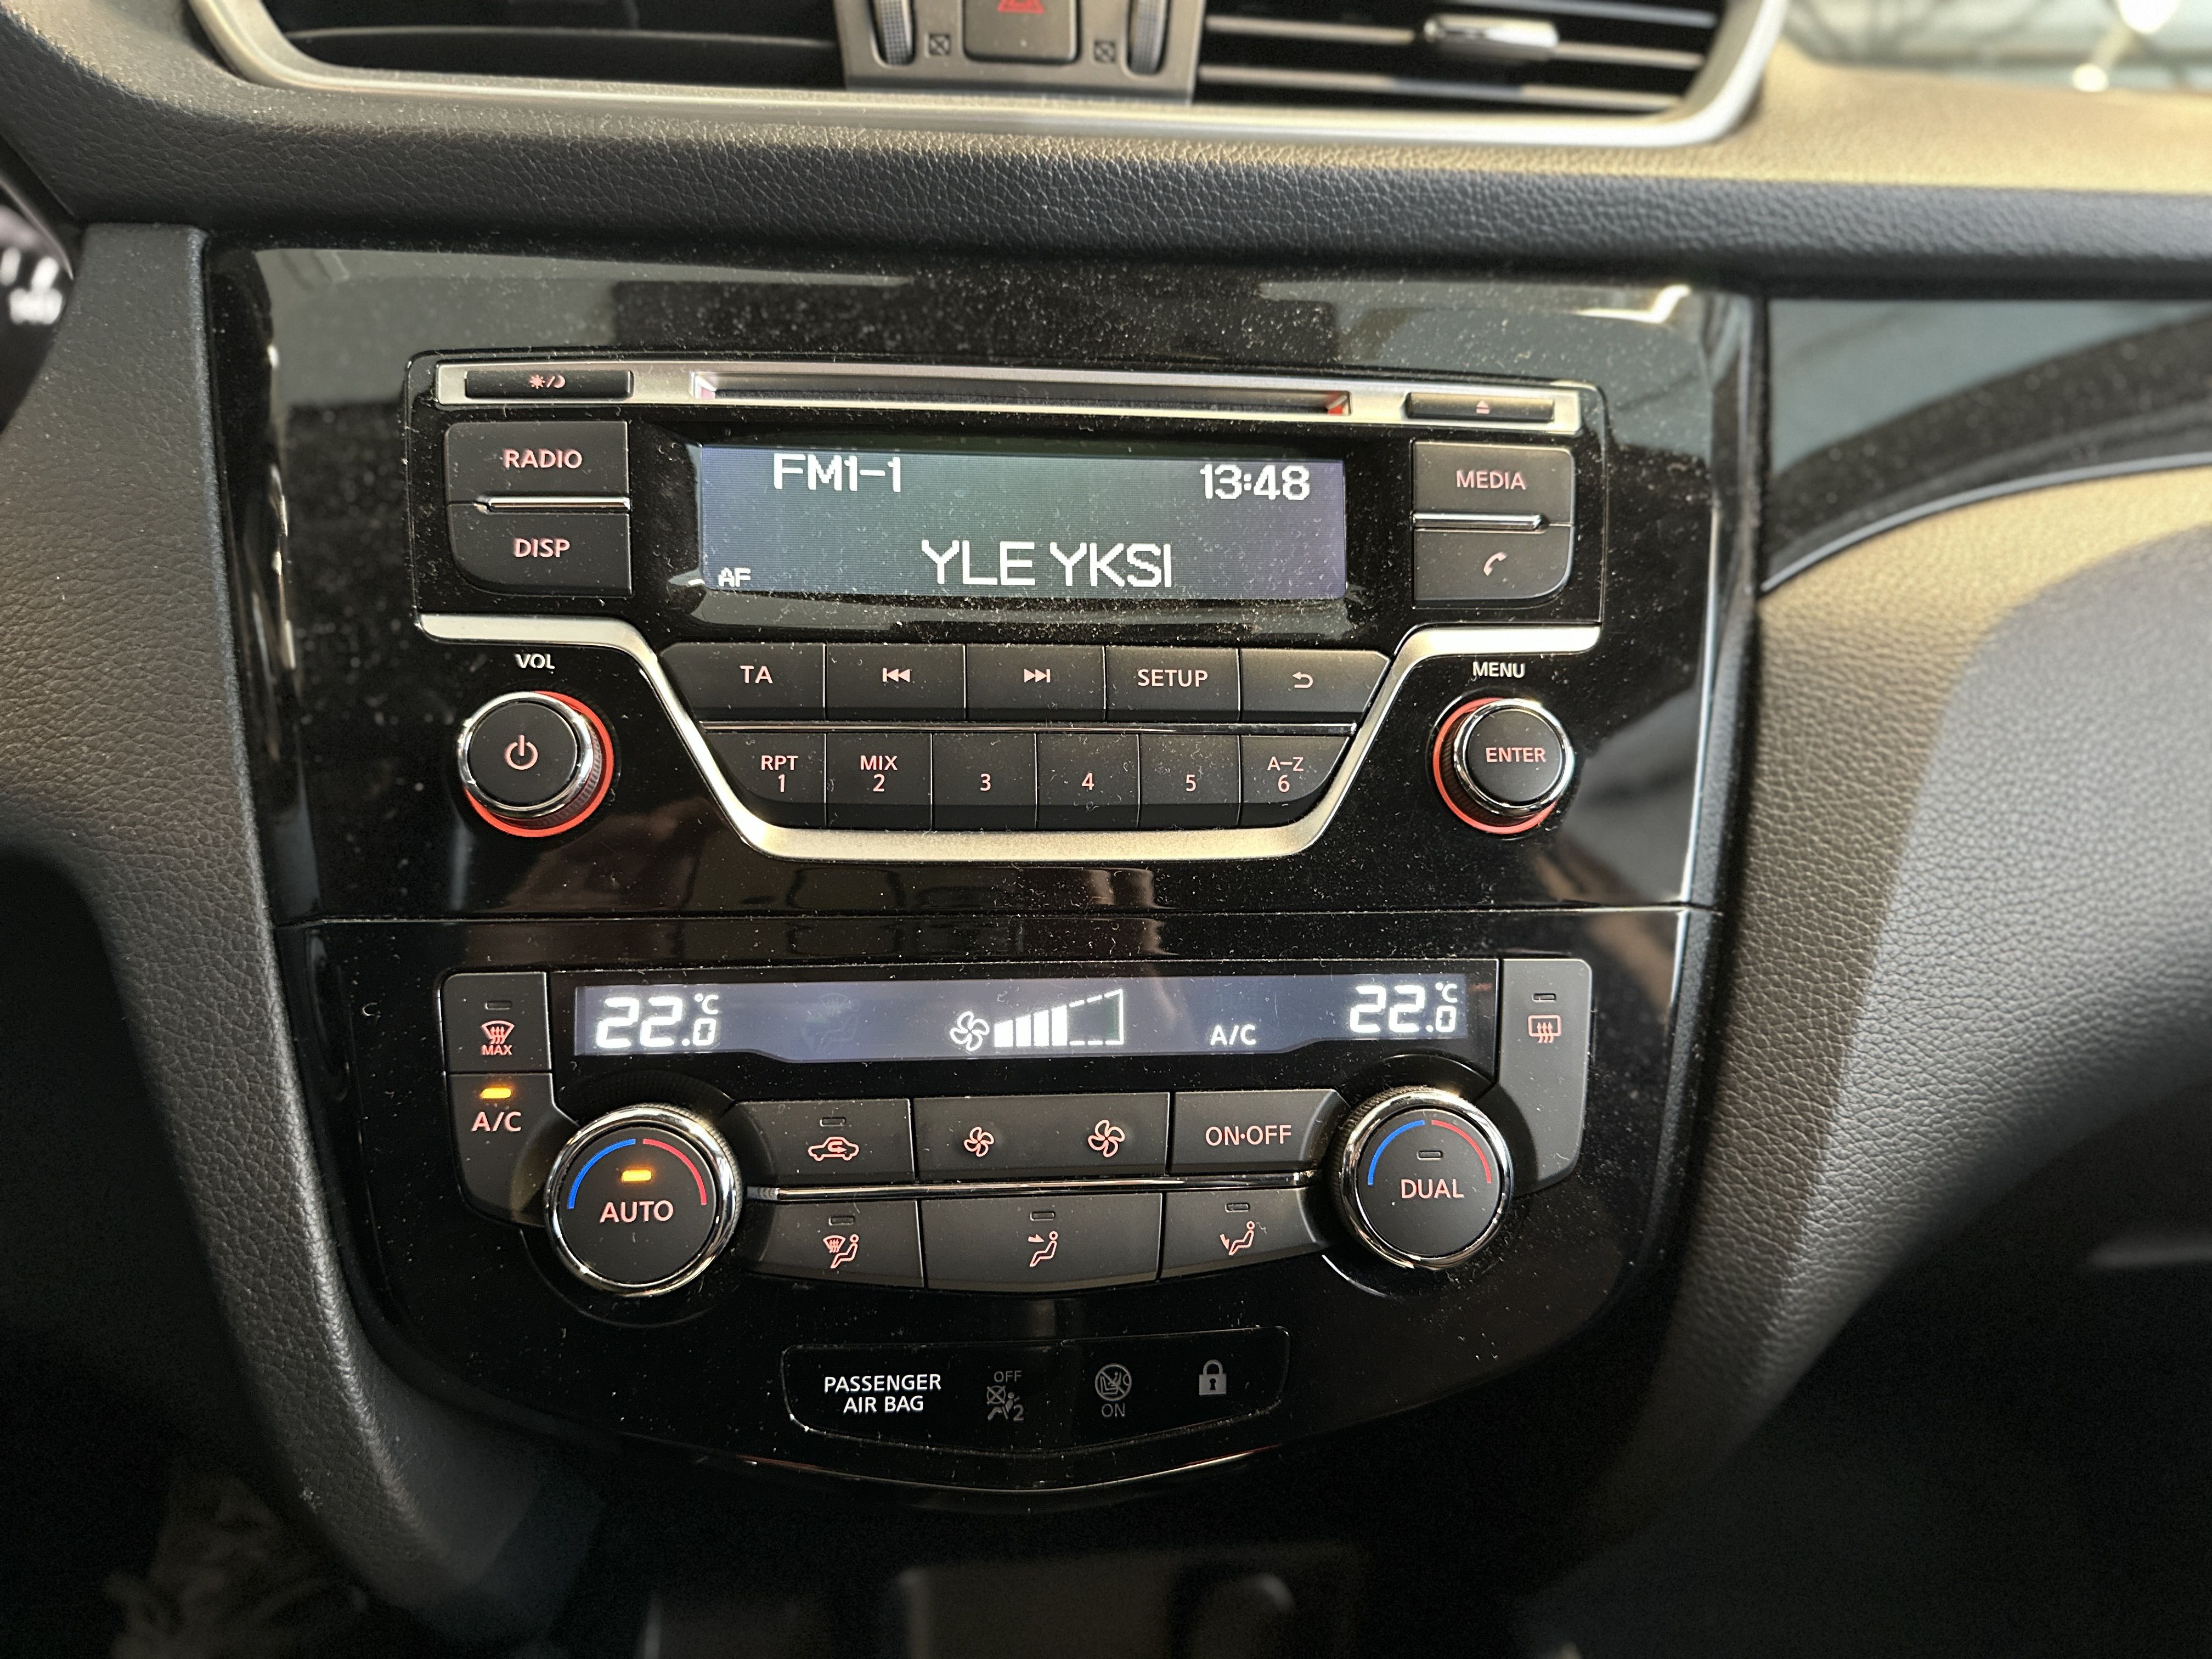 RADIO
DISP
FM1-1
13:48
YLE YKSI
AF
MEDIA
VOL
TA
SETUP
MENU
RPT
1
MIX
2
3
4
5
A-Z
6
ENTER
22.0 °C
A/C
22.0 °C
MAX
A/C
AUTO
ON·OFF
DUAL
PASSENGER
AIR BAG
OFF
2
ON